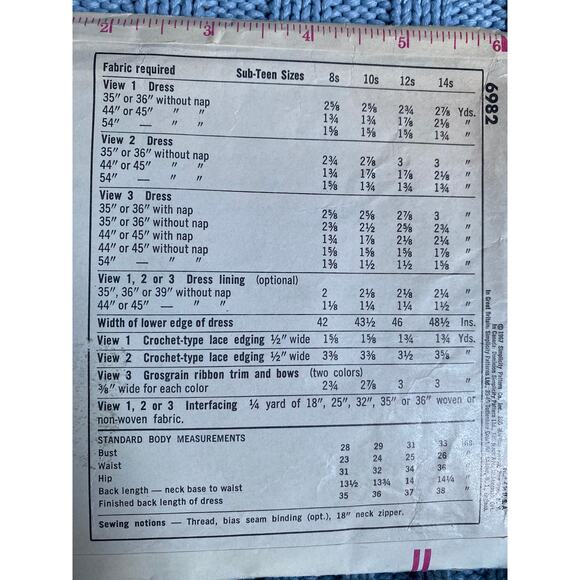 2 3 4 5 6
6982
Fabric required Sub-Teen Sizes 8s 10s 12s 14s
View 1 Dress
35″ or 36″ without nap 2⅝ 2⅝ 2¾ 2⅞ Yds.
44″ or 45″ ″ ″ 1¾ 1¾ 1⅞ 2⅛ ″
54″ — ″ ″ 1⅝ 1⅝ 1⅝ 1¾ ″
View 2 Dress
35″ or 36″ without nap 2¾ 2⅞ 3 3 ″
44″ or 45″ ″ ″ 1¾ 1⅞ 1⅞ 2⅛ ″
54″ — ″ ″ 1⅝ 1¾ 1¾ 1¾ ″
View 3 Dress
35″ or 36″ with nap 2⅝ 2⅝ 2⅞ 3 ″
35″ or 36″ without nap 2⅜ 2½ 2⅝ 2¾ ″
44″ or 45″ with nap 1¾ 1⅞ 2⅛ 2¼ ″
44″ or 45″ without nap 1⅝ 1¾ 1⅞ 2⅛ ″
54″ — ″ ″ 1⅜ 1½ 1½ 1⅝ ″
View 1, 2 or 3 Dress lining (optional)
35″, 36″ or 39″ without nap 2 2⅛ 2⅛ 2¼ ″
44″ or 45″ — ″ ″ 1⅛ 1¼ 1¼ 1½ ″
Width of lower edge of dress 42 43½ 46 48½ Ins.
View 1 Crochet-type lace edging ½″ wide 1⅝ 1⅝ 1¾ 1¾ Yds.
View 2 Crochet-type lace edging ½″ wide 3⅜ 3⅜ 3½ 3⅝ ″
View 3 Grosgrain ribbon trim and bows (two colors)
⅜″ wide for each color 2¾ 2⅞ 3 3 ″
View 1, 2 or 3 Interfacing ¼ yard of 18″, 25″, 32″, 35″ or 36″ woven or
non-woven fabric.
STANDARD BODY MEASUREMENTS
Bust 28 29 31 33 Ins.
Waist 23 24 25 26 ″
Hip 31 32 34 36 ″
Back length — neck base to waist 13½ 13¾ 14 14¼ ″
Finished back length of dress 35 36 37 38 ″
Sewing notions — Thread, bias seam binding (opt.), 18″ neck zipper.
©1967 Simplicity Pattern Co. Inc.